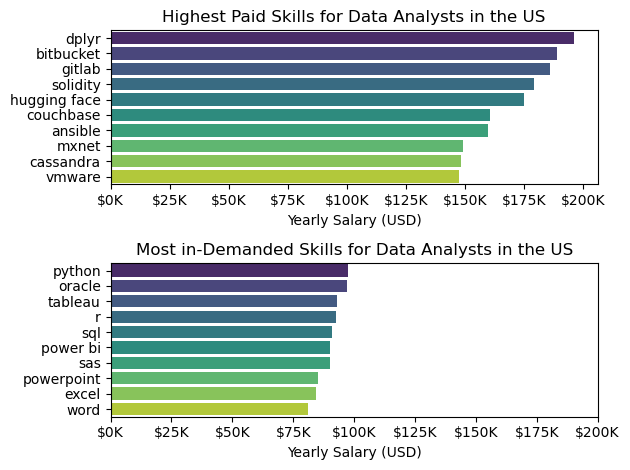 Highest Paid Skills for Data Analysts in the US
dplyr
bitbucket
gitlab
solidity
hugging face
couchbase
ansible
mxnet
cassandra
vmware
$0K $25K $50K $75K $100K $125K $150K $175K $200K
Yearly Salary (USD)
Most in-Demanded Skills for Data Analysts in the US
python
oracle
tableau
r
sql
power bi
sas
powerpoint
excel
word
$0K $25K $50K $75K $100K $125K $150K $175K $200K
Yearly Salary (USD)